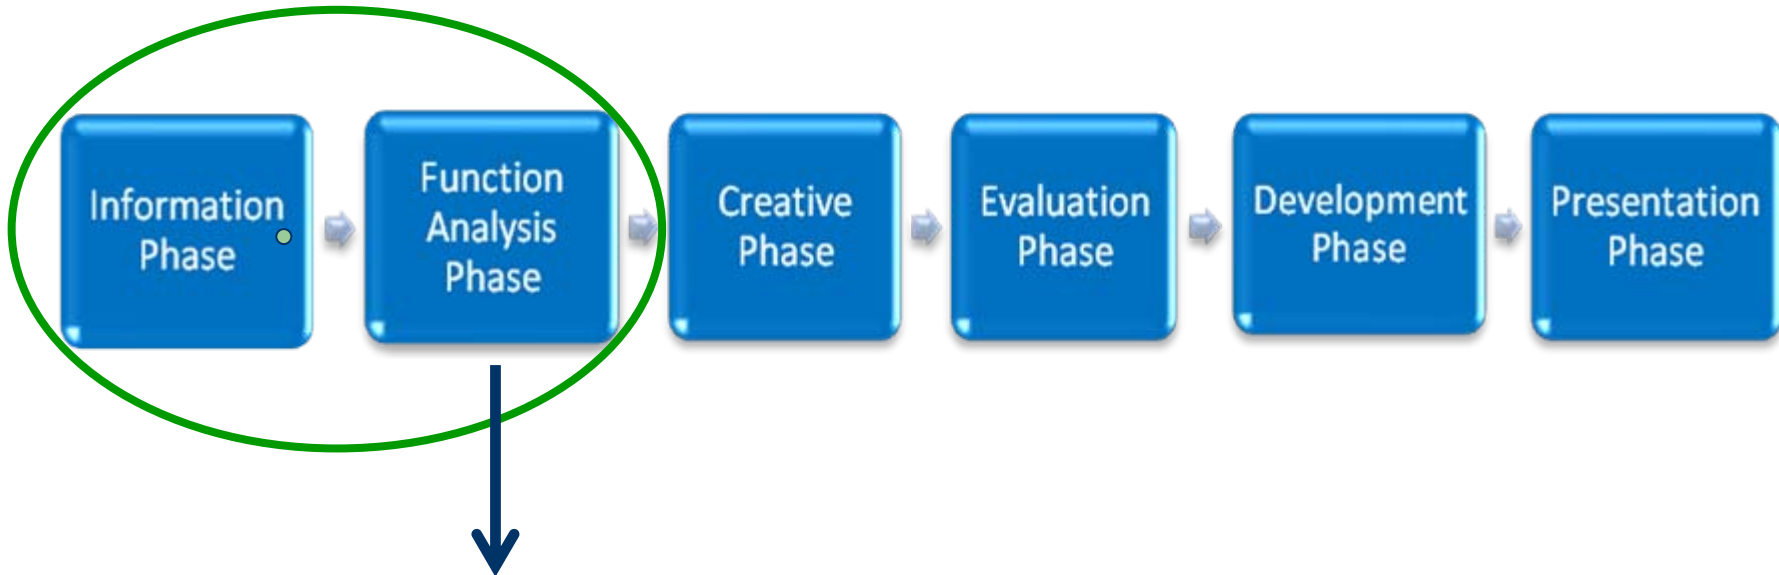 Information
Phase
Function
Analysis
Phase
Creative
Phase
Evaluation
Phase
Development
Phase
Presentation
Phase